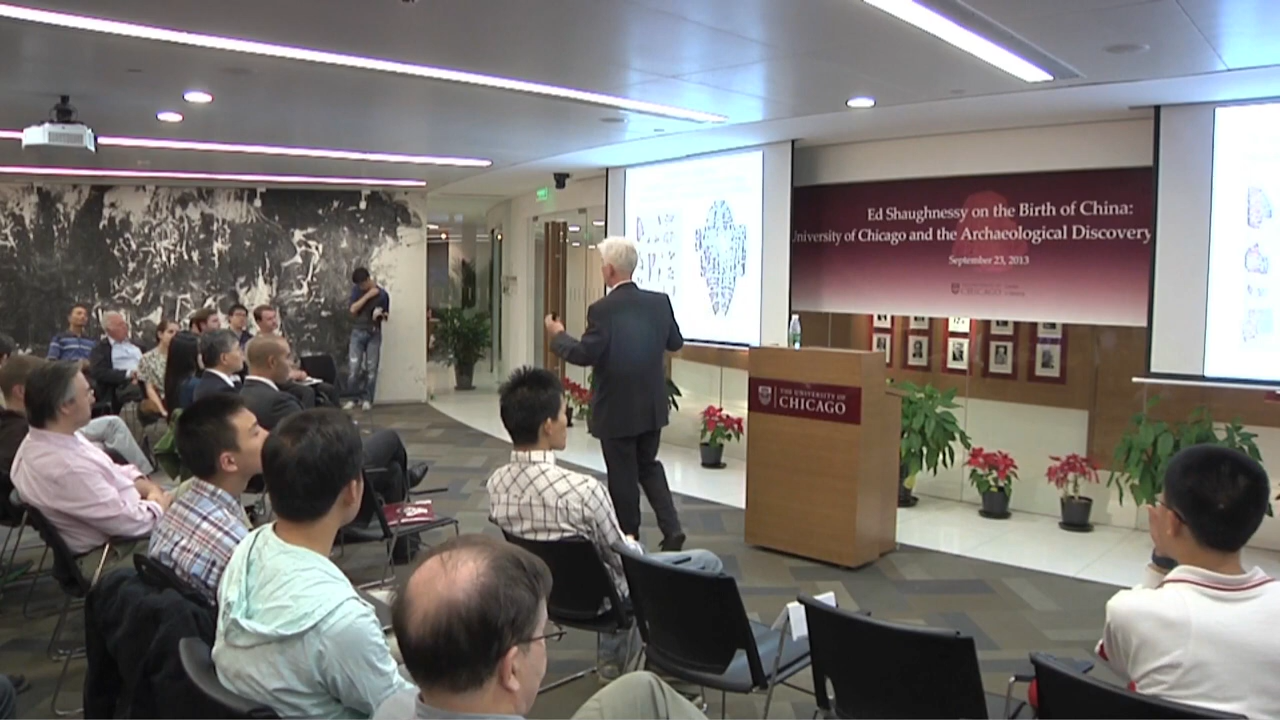 Ed Shaughnessy on the Birth of China:
University of Chicago and the Archaeological Discovery
September 23, 2013
CHICAGO
THE UNIVERSITY OF
CHICAGO